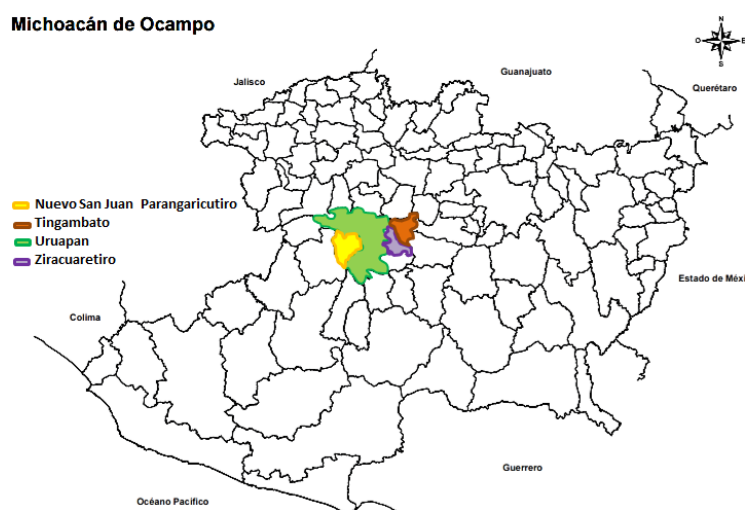 Michoacán de Ocampo
N
O
E
S
Guanajuato
Jalisco
Querétaro
Nuevo San Juan Parangaricutiro
Tingambato
Uruapan
Ziracuaretiro
Estado de Méxi
Colima
Guerrero
Océano Pacífico